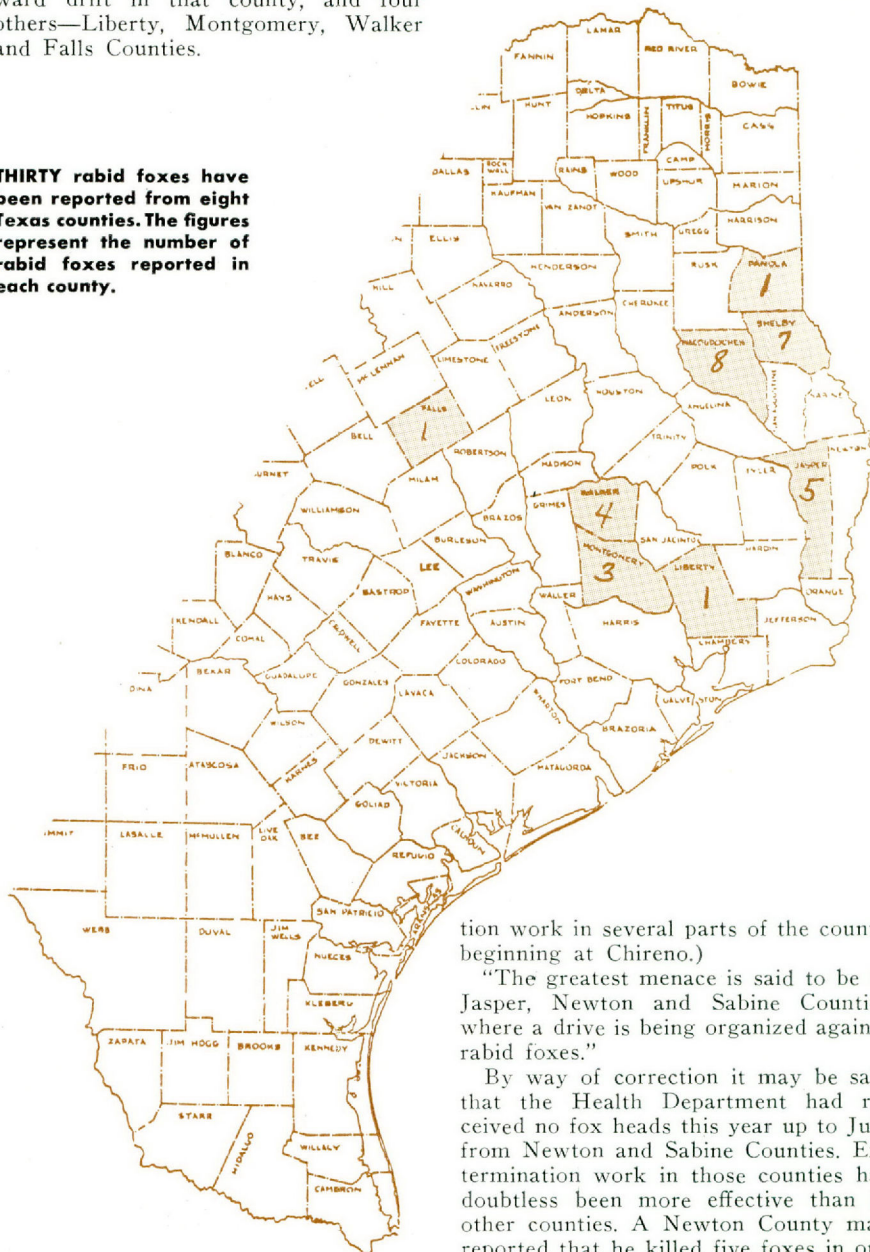 ward drift in that county, and four
others—Liberty, Montgomery, Walker
and Falls Counties.
THIRTY rabid foxes have
been reported from eight
Texas counties. The figures
represent the number of
rabid foxes reported in
each county.
LAMAR
FANNIN
RED RIVER
BOWIE
DELTA
LIN
HUNT
HOPKINS
FRANKLIN
TITUS
MORRIS
CASS
DALLAS
ROCK
WALL
RAINS
WOOD
CAMP
UPSHUR
MARION
KAUFMAN
VAN ZANDT
HARRISON
ELLIS
SMITH
GREGG
HENDERSON
RUSK
PANOLA
1
HILL
NAVARRO
CHEROKEE
ANDERSON
SHELBY
7
FREESTONE
LIMESTONE
NACOGDOCHES
8
McLENNAN
ELL
LEON
HOUSTON
SAN AUGUSTINE
SABINE
FALLS
1
ANGELINA
BELL
TRINITY
ROBERTSON
NEWTON
MADISON
POLK
TYLER
JASPER
5
URNET
MILAM
WALKER
4
GRIMES
WILLIAMSON
BRAZOS
BURLESON
SAN JACINTO
HARDIN
BLANCO
TRAVIS
MONTGOMERY
3
LIBERTY
1
LEE
WASHINGTON
HAYS
BASTROP
WALLER
ORANGE
KENDALL
CALDWELL
FAYETTE
AUSTIN
HARRIS
JEFFERSON
COMAL
CHAMBERS
COLORADO
BEXAR
GUADALUPE
GONZALES
LAVACA
FORT BEND
DINA
WHARTON
GALVESTON
WILSON
BRAZORIA
DEWITT
JACKSON
FRIO
ATASCOSA
KARNES
MATAGORDA
VICTORIA
GOLIAD
IMMIT
LASALLE
McMULLEN
LIVE
OAK
BEE
CALHOUN
REFUGIO
SAN PATRICIO
ARANSAS
WEBB
DUVAL
JIM
WELLS
NUECES
KLEBERG
ZAPATA
JIM HOGG
BROOKS
KENNEDY
STARR
HIDALGO
WILLALY
CAMBRON
tion work in several parts of the coun
beginning at Chireno.)
“The greatest menace is said to be
Jasper, Newton and Sabine Counti
where a drive is being organized again
rabid foxes.”
By way of correction it may be sa
that the Health Department had r
ceived no fox heads this year up to Ju
from Newton and Sabine Counties. E
termination work in those counties h
doubtless been more effective than
other counties. A Newton County ma
reported that he killed five foxes in o